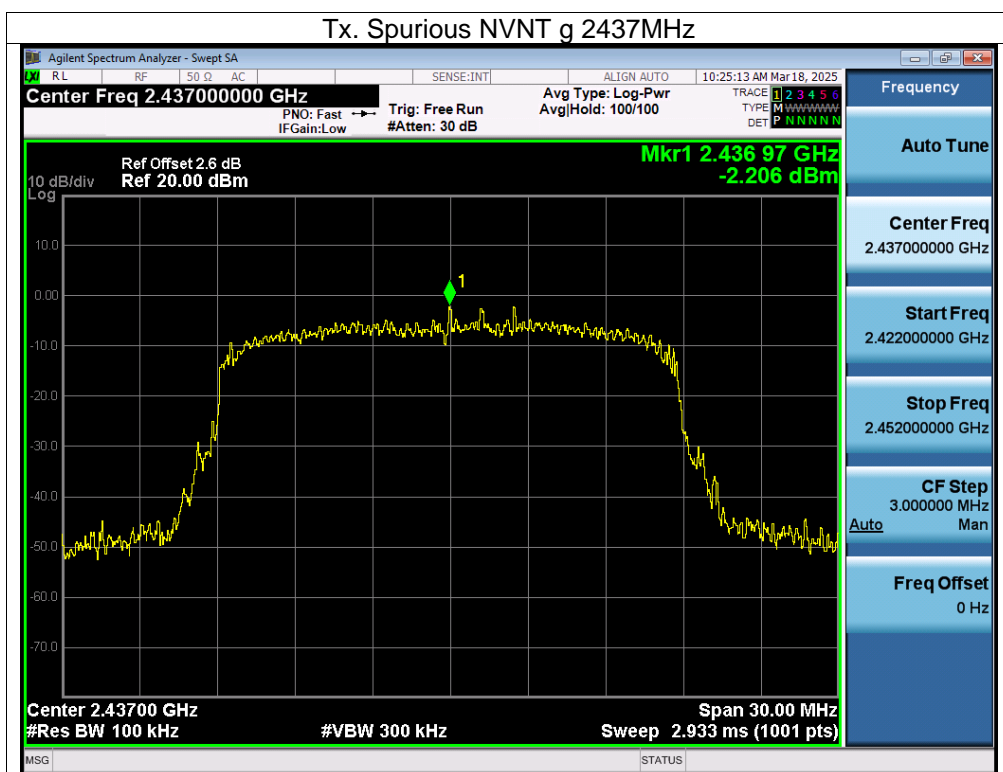 Tx. Spurious NVNT g 2437MHz
Agilent Spectrum Analyzer - Swept SA
LXI RL RF 50 Ω AC SENSE:INT ALIGN AUTO 10:25:13 AM Mar 18, 2025
Center Freq 2.437000000 GHz
PNO: Fast
IFGain:Low
Trig: Free Run
#Atten: 30 dB
Avg Type: Log-Pwr
Avg|Hold: 100/100
TRACE 1 2 3 4 5 6
TYPE M WWWWW
DET P N N N N N
Mkr1 2.436 97 GHz
-2.206 dBm
Ref Offset 2.6 dB
10 dB/div Ref 20.00 dBm
Log
10.0
0.00
-10.0
-20.0
-30.0
-40.0
-50.0
-60.0
-70.0
1
Center 2.43700 GHz Span 30.00 MHz
#Res BW 100 kHz #VBW 300 kHz Sweep 2.933 ms (1001 pts)
MSG STATUS
Frequency
Auto Tune
Center Freq
2.437000000 GHz
Start Freq
2.422000000 GHz
Stop Freq
2.452000000 GHz
CF Step
3.000000 MHz
Auto Man
Freq Offset
0 Hz